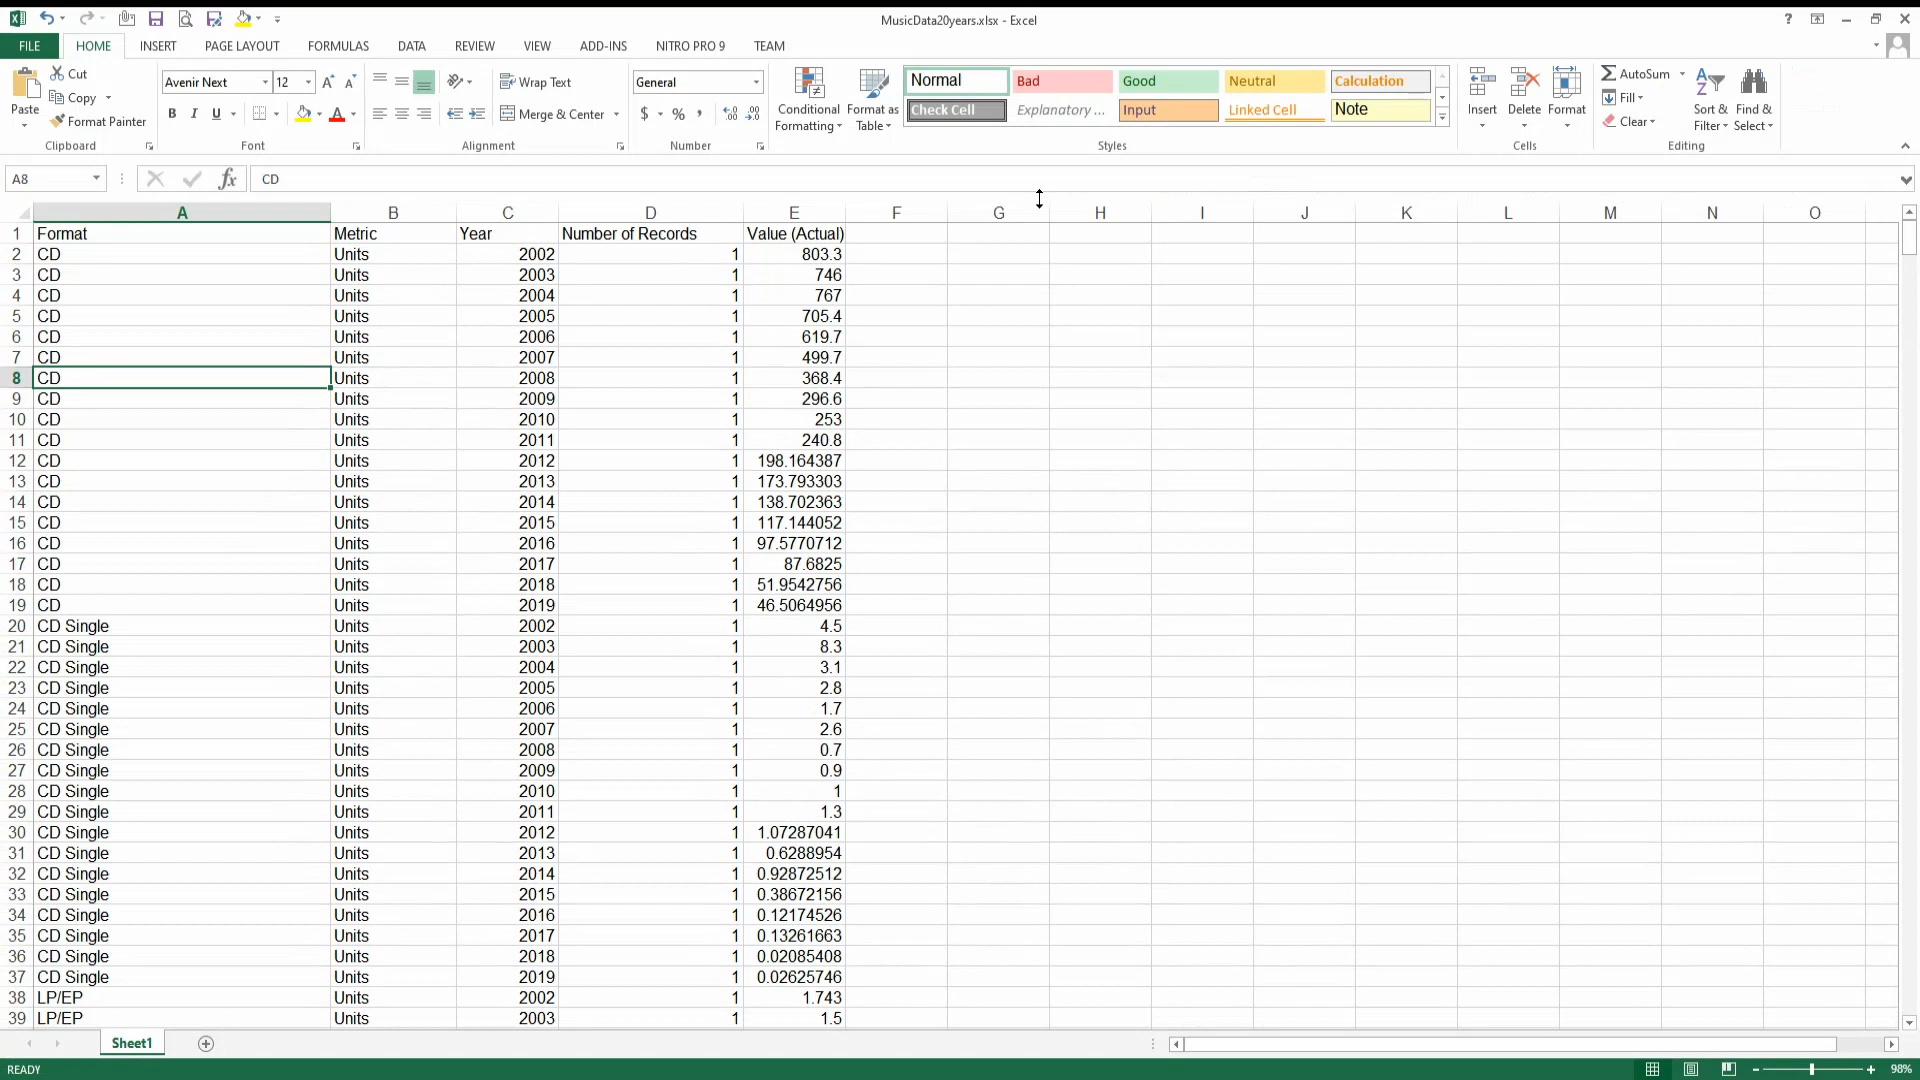 MusicData20years.xlsx - Excel
?
FILE HOME INSERT PAGE LAYOUT FORMULAS DATA REVIEW VIEW ADD-INS NITRO PRO 9 TEAM
Paste
Cut
Copy
Format Painter
Clipboard
Avenir Next 12
B I U
Font
Wrap Text
Merge & Center
Alignment
General
$ % ,
Number
Conditional Formatting
Format as Table
Normal Bad Good Neutral Calculation
Check Cell Explanatory ... Input Linked Cell Note
Styles
Insert Delete Format
Cells
AutoSum
Fill
Clear
Sort & Filter
Find & Select
Editing
A8 fx CD
A B C D E F G H I J K L M N O
1 Format Metric Year Number of Records Value (Actual)
2 CD Units 2002 1 803.3
3 CD Units 2003 1 746
4 CD Units 2004 1 767
5 CD Units 2005 1 705.4
6 CD Units 2006 1 619.7
7 CD Units 2007 1 499.7
8 CD Units 2008 1 368.4
9 CD Units 2009 1 296.6
10 CD Units 2010 1 253
11 CD Units 2011 1 240.8
12 CD Units 2012 1 198.164387
13 CD Units 2013 1 173.793303
14 CD Units 2014 1 138.702363
15 CD Units 2015 1 117.144052
16 CD Units 2016 1 97.5770712
17 CD Units 2017 1 87.6825
18 CD Units 2018 1 51.9542756
19 CD Units 2019 1 46.5064956
20 CD Single Units 2002 1 4.5
21 CD Single Units 2003 1 8.3
22 CD Single Units 2004 1 3.1
23 CD Single Units 2005 1 2.8
24 CD Single Units 2006 1 1.7
25 CD Single Units 2007 1 2.6
26 CD Single Units 2008 1 0.7
27 CD Single Units 2009 1 0.9
28 CD Single Units 2010 1 1
29 CD Single Units 2011 1 1.3
30 CD Single Units 2012 1 1.07287041
31 CD Single Units 2013 1 0.6288954
32 CD Single Units 2014 1 0.92872512
33 CD Single Units 2015 1 0.38672156
34 CD Single Units 2016 1 0.12174526
35 CD Single Units 2017 1 0.13261663
36 CD Single Units 2018 1 0.02085408
37 CD Single Units 2019 1 0.02625746
38 LP/EP Units 2002 1 1.743
39 LP/EP Units 2003 1 1.5
Sheet1
READY 98%